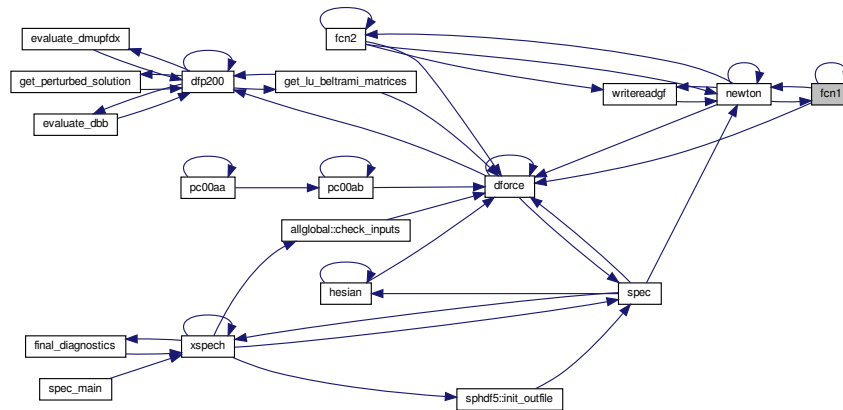 evaluate_dmupfdx
fcn2
get_perturbed_solution
dfp200
get_lu_beltrami_matrices
writereadgf
newton
fcn1
evaluate_dbb
pc00aa
pc00ab
dforce
allglobal::check_inputs
hesian
spec
final_diagnostics
xspech
spec_main
sphdf5::init_outfile